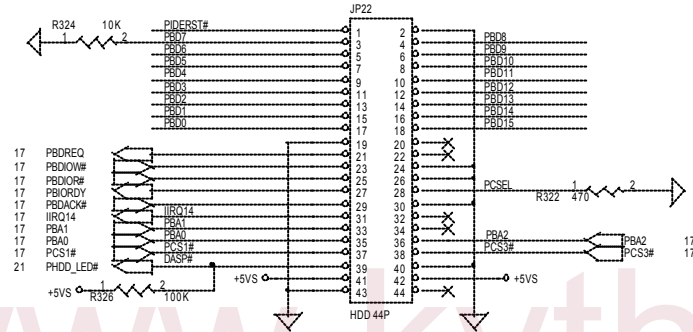 JP22
R324 10K
1 2
PIDERST# 1 2
PBD7 3 4 PBD8
PBD6 5 6 PBD9
PBD5 7 8 PBD10
PBD4 9 10 PBD11
PBD3 11 12 PBD12
PBD2 13 14 PBD13
PBD1 15 16 PBD14
PBD0 17 18 PBD15
19 20
17 PBDREQ 21 22
17 PBDIOW# 23 24
17 PBDIOR# 25 26
17 PBIORDY 27 28 PCSEL R322 470 1 2
17 PBDACK# 29 30
17 IIRQ14 IIRQ14 31 32
17 PBA1 PBA1 33 34
17 PBA0 PBA0 35 36 PBA2 PBA2 17
17 PCS1# PCS1# 37 38 PCS3# PCS3# 17
21 PHDD_LED# DASP# 39 40
+5VS 41 42 +5VS
+5VS 1 2 43 44
R326 100K
HDD 44P